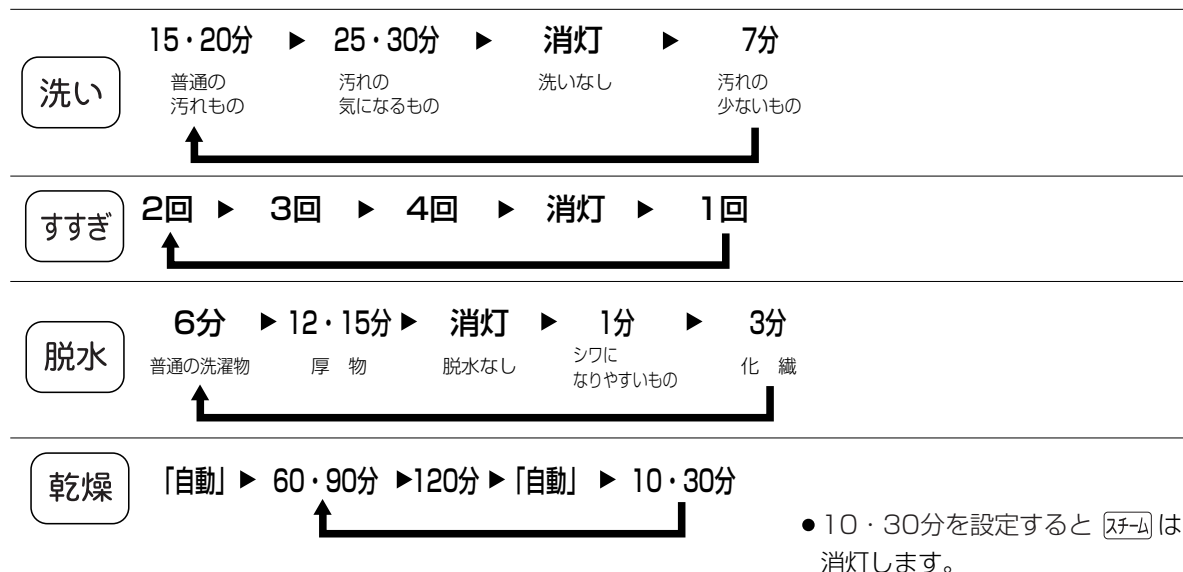 洗い
15・20分 ▶ 25・30分 ▶ 消灯 ▶ 7分
普通の 汚れの 洗いなし 汚れの
汚れもの 気になるもの 少ないもの
すすぎ
2回 ▶ 3回 ▶ 4回 ▶ 消灯 ▶ 1回
脱水
6分 ▶ 12・15分 ▶ 消灯 ▶ 1分 ▶ 3分
普通の洗濯物 厚 物 脱水なし シワに 化 繊
なりやすいもの
乾燥
「自動」 ▶ 60・90分 ▶120分 ▶「自動」 ▶ 10・30分
●10・30分を設定すると スチーム は
消灯します。